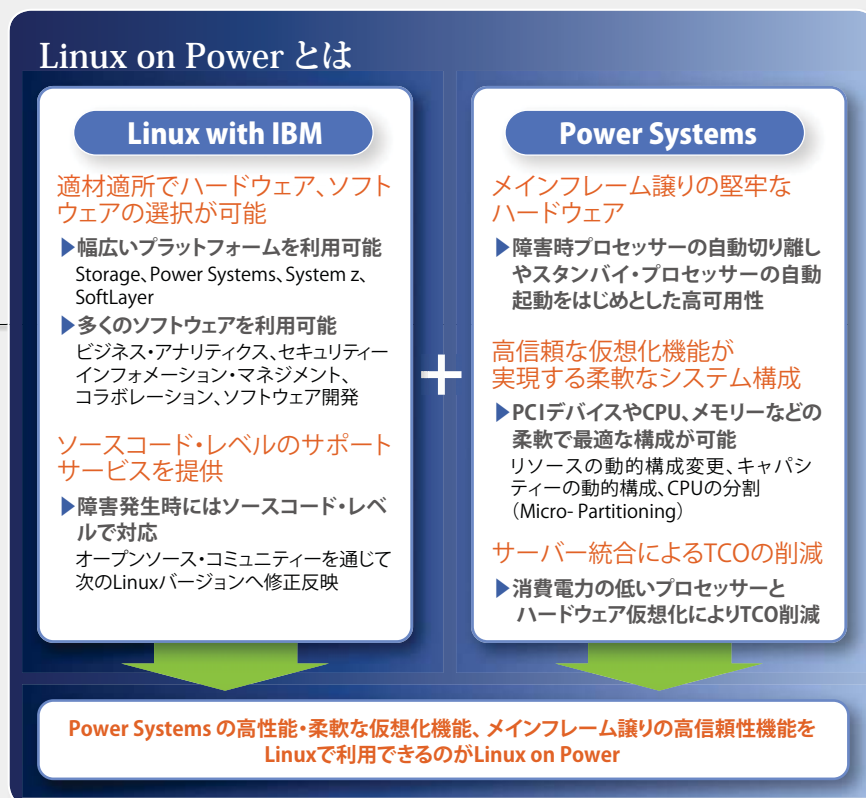 Linux on Power とは
Linux with IBM
適材適所でハードウェア、ソフト
ウェアの選択が可能
▶幅広いプラットフォームを利用可能
Storage、Power Systems、System z、
SoftLayer
▶多くのソフトウェアを利用可能
ビジネス・アナリティクス、セキュリティー
インフォメーション・マネジメント、
コラボレーション、ソフトウェア開発
ソースコード・レベルのサポート
サービスを提供
▶障害発生時にはソースコード・レベ
ルで対応
オープンソース・コミュニティーを通じて
次のLinuxバージョンへ修正反映
+
Power Systems
メインフレーム譲りの堅牢な
ハードウェア
▶障害時プロセッサーの自動切り離し
やスタンバイ・プロセッサーの自動
起動をはじめとした高可用性
高信頼な仮想化機能が
実現する柔軟なシステム構成
▶PCIデバイスやCPU、メモリーなどの
柔軟で最適な構成が可能
リソースの動的構成変更、キャパシ
ティーの動的構成、CPUの分割
（Micro- Partitioning）
サーバー統合によるTCOの削減
▶消費電力の低いプロセッサーと
ハードウェア仮想化によりTCO削減
Power Systems の高性能・柔軟な仮想化機能、メインフレーム譲りの高信頼性機能を
Linuxで利用できるのがLinux on Power